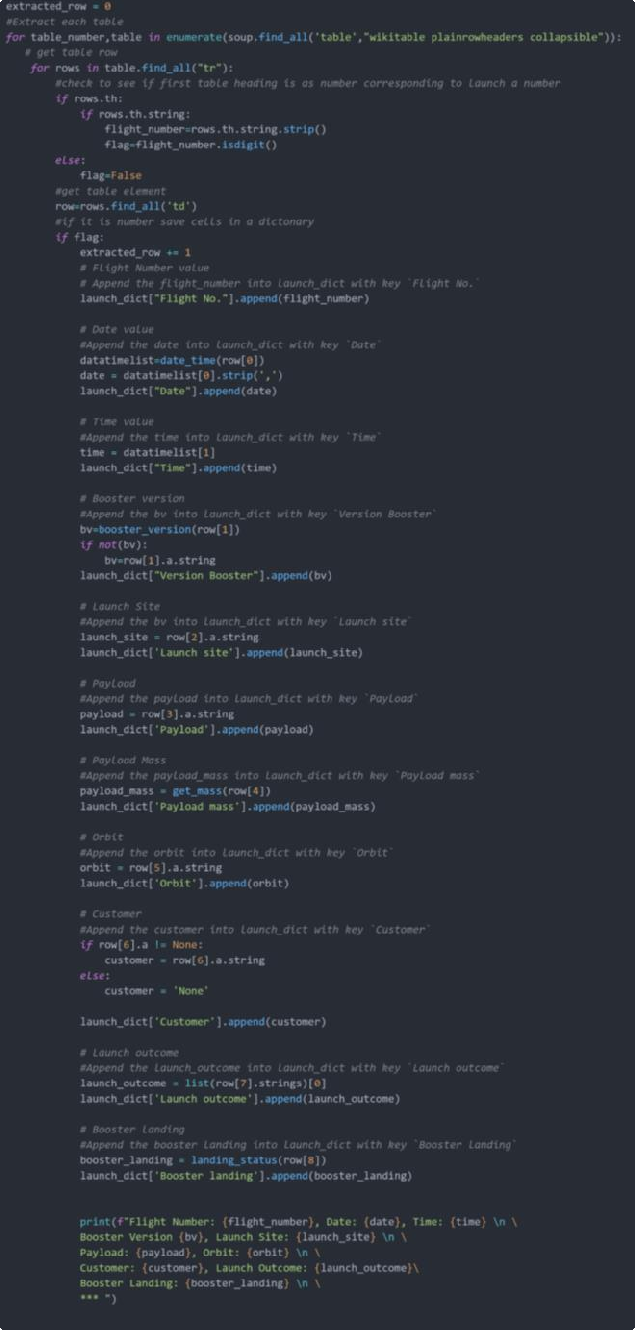 extracted_row = 0
#Extract each table
for table_number,table in enumerate(soup.find_all('table',"wikitable plainrowheaders collapsible")):
# get table row
for rows in table.find_all("tr"):
#check to see if first table heading is as number corresponding to launch a number
if rows.th:
if rows.th.string:
flight_number=rows.th.string.strip()
flag=flight_number.isdigit()
else:
flag=False
#get table element
row=rows.find_all('td')
#if it is number save cells in a dictonary
if flag:
extracted_row += 1
# Flight Number value
# Append the flight_number into launch_dict with key `Flight No.`
launch_dict["Flight No."].append(flight_number)
# Date value
#Append the date into launch_dict with key `Date`
datatimelist=date_time(row[0])
date = datatimelist[0].strip(',')
launch_dict["Date"].append(date)
# Time value
#Append the time into launch_dict with key `Time`
time = datatimelist[1]
launch_dict["Time"].append(time)
# Booster version
#Append the bv into launch_dict with key `Version Booster`
bv=booster_version(row[1])
if not(bv):
bv=row[1].a.string
launch_dict["Version Booster"].append(bv)
# Launch Site
#Append the bv into launch_dict with key `Launch site`
launch_site = row[2].a.string
launch_dict['Launch site'].append(launch_site)
# Payload
#Append the payload into launch_dict with key `Payload`
payload = row[3].a.string
launch_dict['Payload'].append(payload)
# Payload Mass
#Append the payload_mass into launch_dict with key `Payload mass`
payload_mass = get_mass(row[4])
launch_dict['Payload mass'].append(payload_mass)
# Orbit
#Append the orbit into launch_dict with key `Orbit`
orbit = row[5].a.string
launch_dict['Orbit'].append(orbit)
# Customer
#Append the customer into launch_dict with key `Customer`
if row[6].a != None:
customer = row[6].a.string
else:
customer = 'None'
launch_dict['Customer'].append(customer)
# Launch outcome
#Append the launch_outcome into launch_dict with key `Launch outcome`
launch_outcome = list(row[7].strings)[0]
launch_dict['Launch outcome'].append(launch_outcome)
# Booster landing
#Append the booster landing into launch_dict with key `Booster Landing`
booster_landing = landing_status(row[8])
launch_dict['Booster landing'].append(booster_landing)
print(f"Flight Number: {flight_number}, Date: {date}, Time: {time} \n \
Booster Version {bv}, Launch Site: {launch_site} \n \
Payload: {payload}, Orbit: {orbit} \n \
Customer: {customer}, Launch Outcome: {launch_outcome}\
Booster Landing: {booster_landing} \n \
*** ")